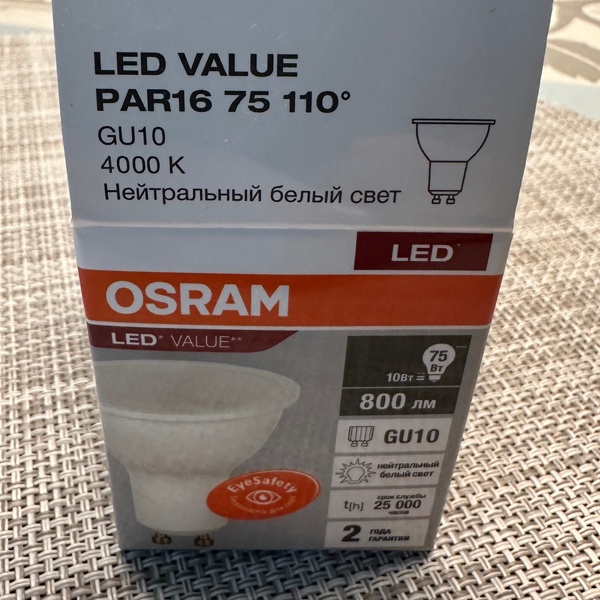 LED VALUE
PAR16 75 110°
GU10
4000 K
Нейтральный белый свет
LED
OSRAM
LED* VALUE**
75
Вт
10Вт =
800 лм
GU10
нейтральный
белый свет
EyeSafety
t[h]
срок службы
25 000
часов
2 ГОДА
ГАРАНТИИ